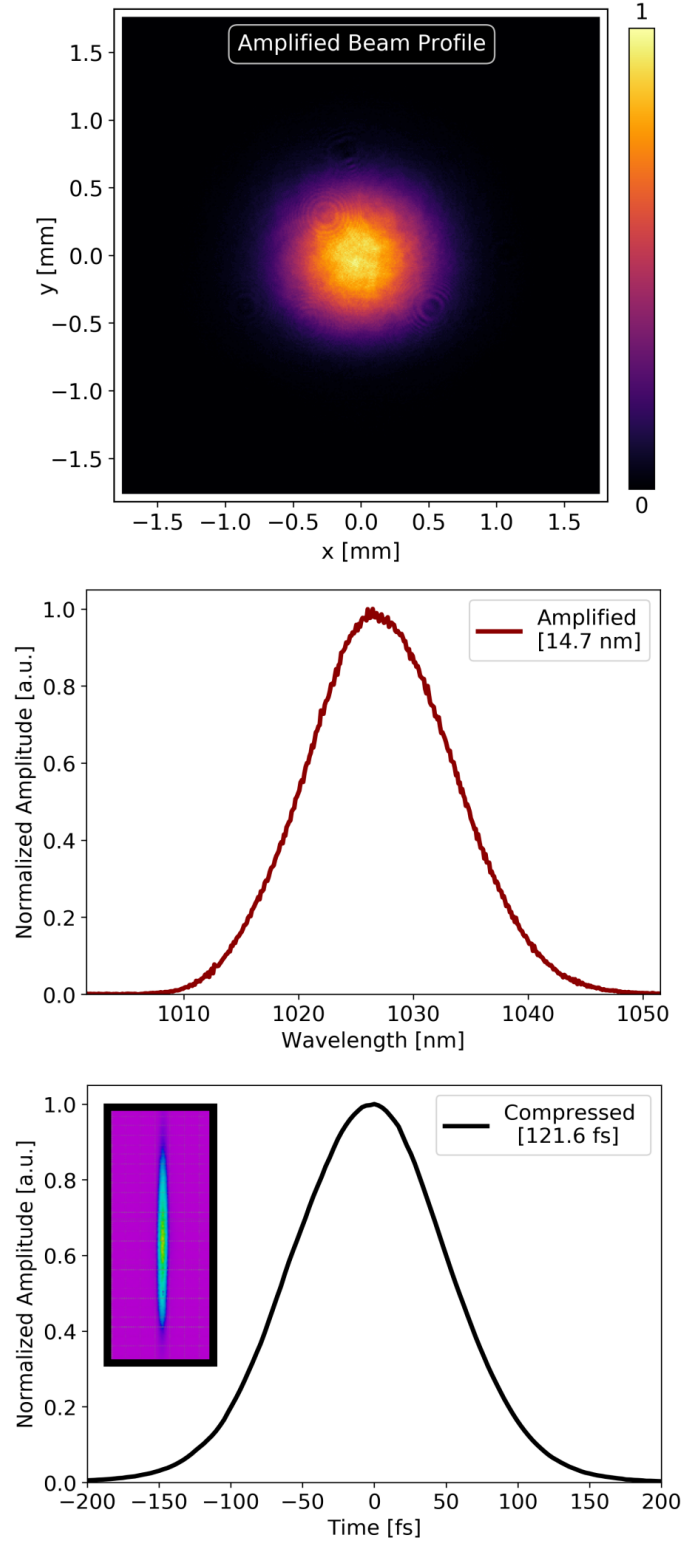 Amplified Beam Profile
1
1.5
1.0
0.5
0.0
−0.5
−1.0
−1.5
y [mm]
0
−1.5 −1.0 −0.5 0.0 0.5 1.0 1.5
x [mm]
Amplified
[14.7 nm]
1.0
0.8
0.6
0.4
0.2
0.0
Normalized Amplitude [a.u.]
1010 1020 1030 1040 1050
Wavelength [nm]
Compressed
[121.6 fs]
1.0
0.8
0.6
0.4
0.2
0.0
Normalized Amplitude [a.u.]
−200 −150 −100 −50 0 50 100 150 200
Time [fs]